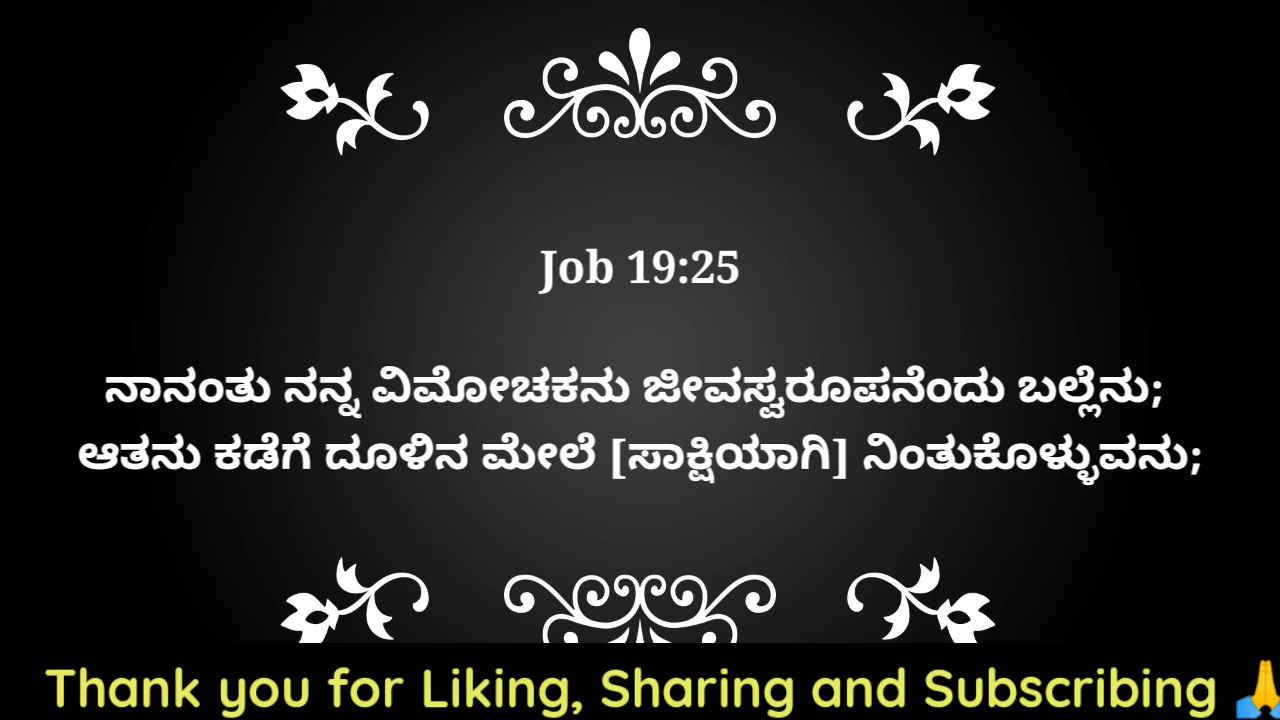 Job 19:25
ನಾನಂತು ನನ್ನ ವಿಮೋಚಕನು ಜೀವಸ್ವರೂಪನೆಂದು ಬಲ್ಲೆನು;
ಆತನು ಕಡೆಗೆ ದೂಳಿನ ಮೇಲೆ [ಸಾಕ್ಷಿಯಾಗಿ] ನಿಂತುಕೊಳ್ಳುವನು;
Thank you for Liking, Sharing and Subscribing 🙏